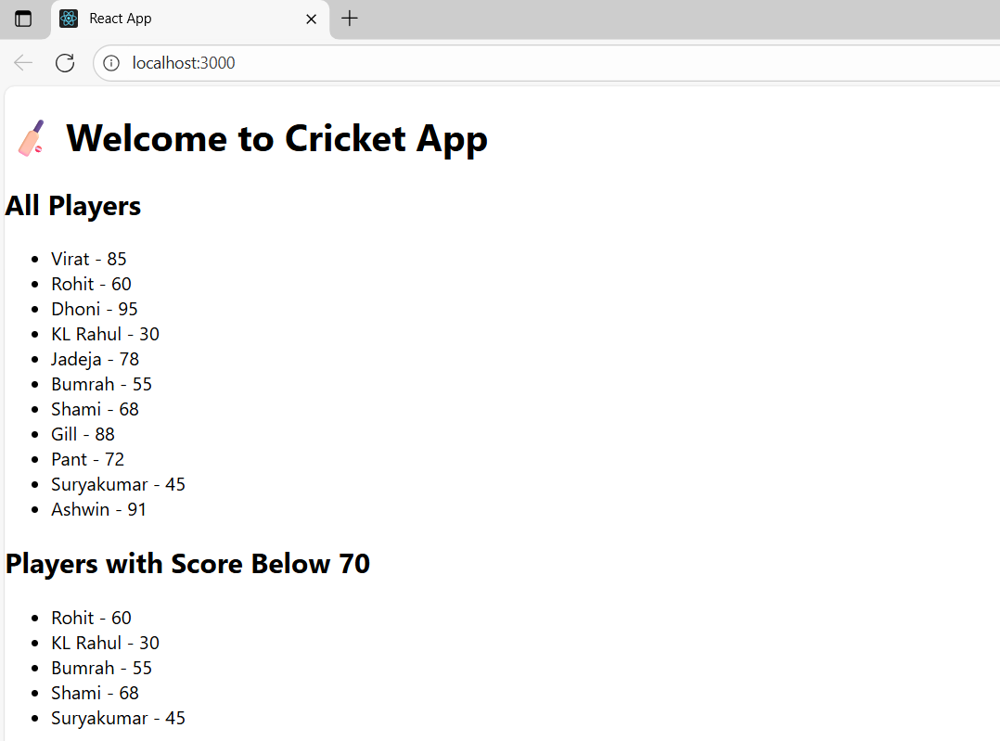 React App
localhost:3000
🏏 Welcome to Cricket App
All Players
• Virat - 85
• Rohit - 60
• Dhoni - 95
• KL Rahul - 30
• Jadeja - 78
• Bumrah - 55
• Shami - 68
• Gill - 88
• Pant - 72
• Suryakumar - 45
• Ashwin - 91
Players with Score Below 70
• Rohit - 60
• KL Rahul - 30
• Bumrah - 55
• Shami - 68
• Suryakumar - 45